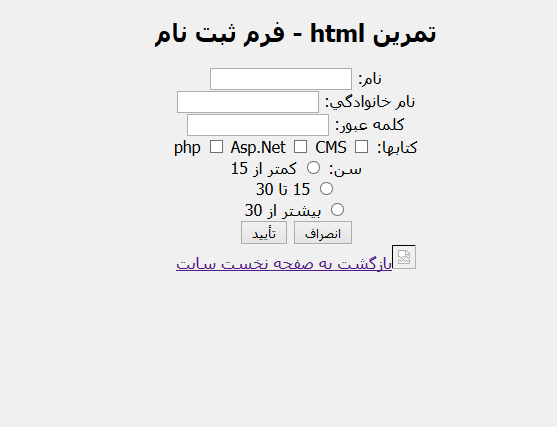 تمرین html - فرم ثبت نام
نام:
نام خانوادگي:
کلمه عبور:
کتابها: CMS Asp.Net php
سن: کمتر از 15
15 تا 30
بیشتر از 30
انصراف تأیید
بازگشت به صفحه نخست سایت